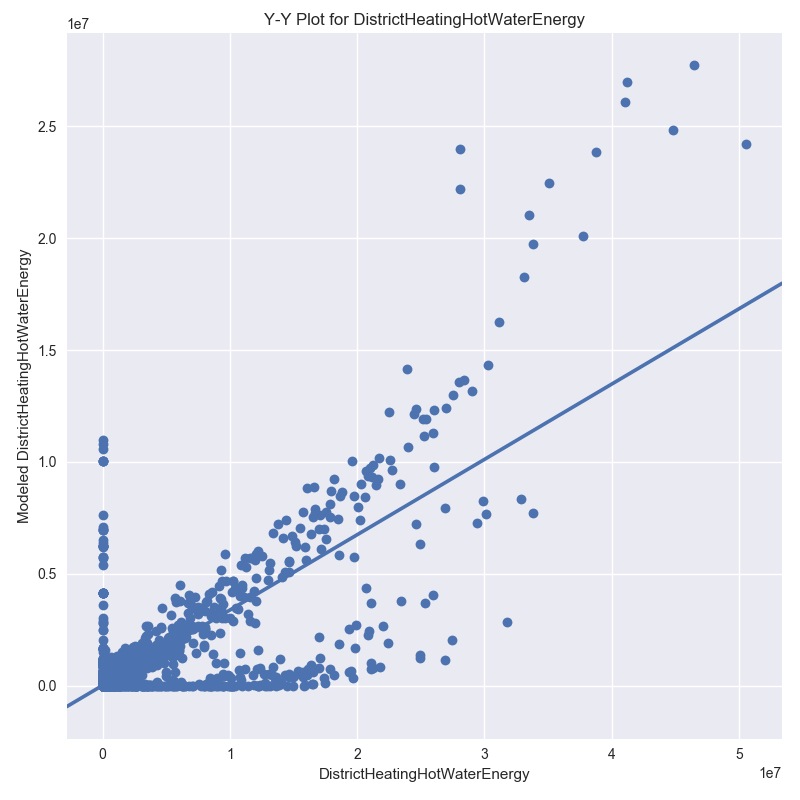 Y-Y Plot for DistrictHeatingHotWaterEnergy
1e7
2.5
2.0
1.5
1.0
0.5
0.0
Modeled DistrictHeatingHotWaterEnergy
0 1 2 3 4 5
1e7
DistrictHeatingHotWaterEnergy